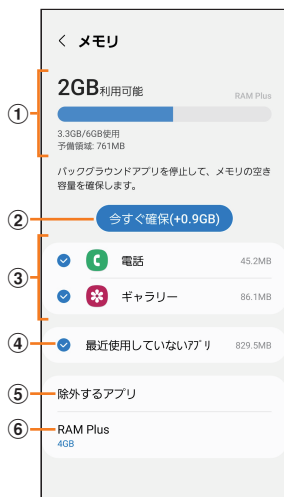 < メモリ
2GB利用可能
RAM Plus
①
3.3GB/6GB使用
予備領域: 761MB
バックグラウンドアプリを停止して、メモリの空き
容量を確保します。
② 今すぐ確保(+0.9GB)
電話 45.2MB
③
ギャラリー 86.1MB
④ 最近使用していないアプリ 829.5MB
⑤ 除外するアプリ
⑥ RAM Plus
4GB